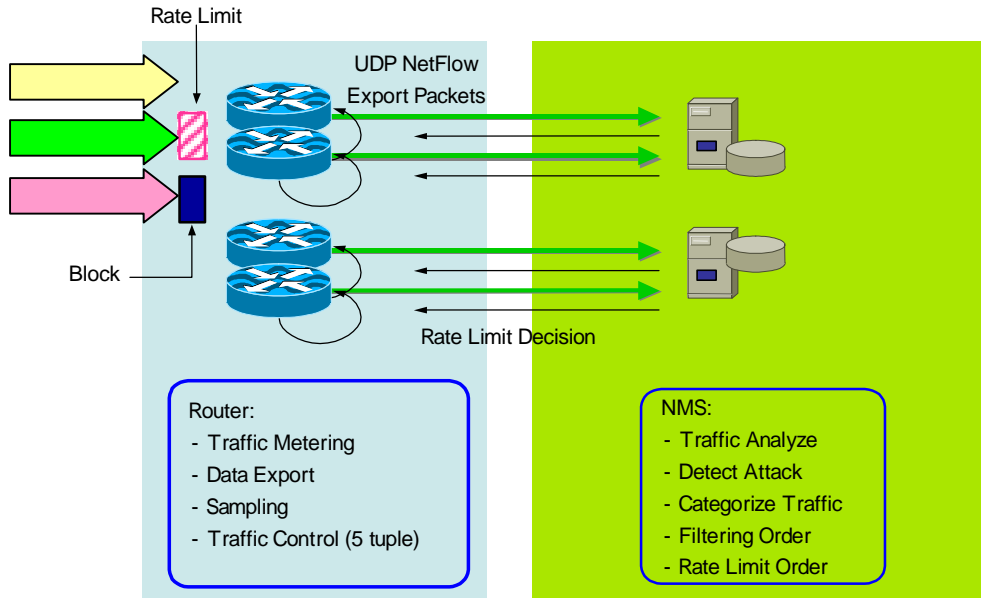 Rate Limit
UDP NetFlow
Export Packets
Block
Rate Limit Decision
Router:
- Traffic Metering
- Data Export
- Sampling
- Traffic Control (5 tuple)
NMS:
- Traffic Analyze
- Detect Attack
- Categorize Traffic
- Filtering Order
- Rate Limit Order